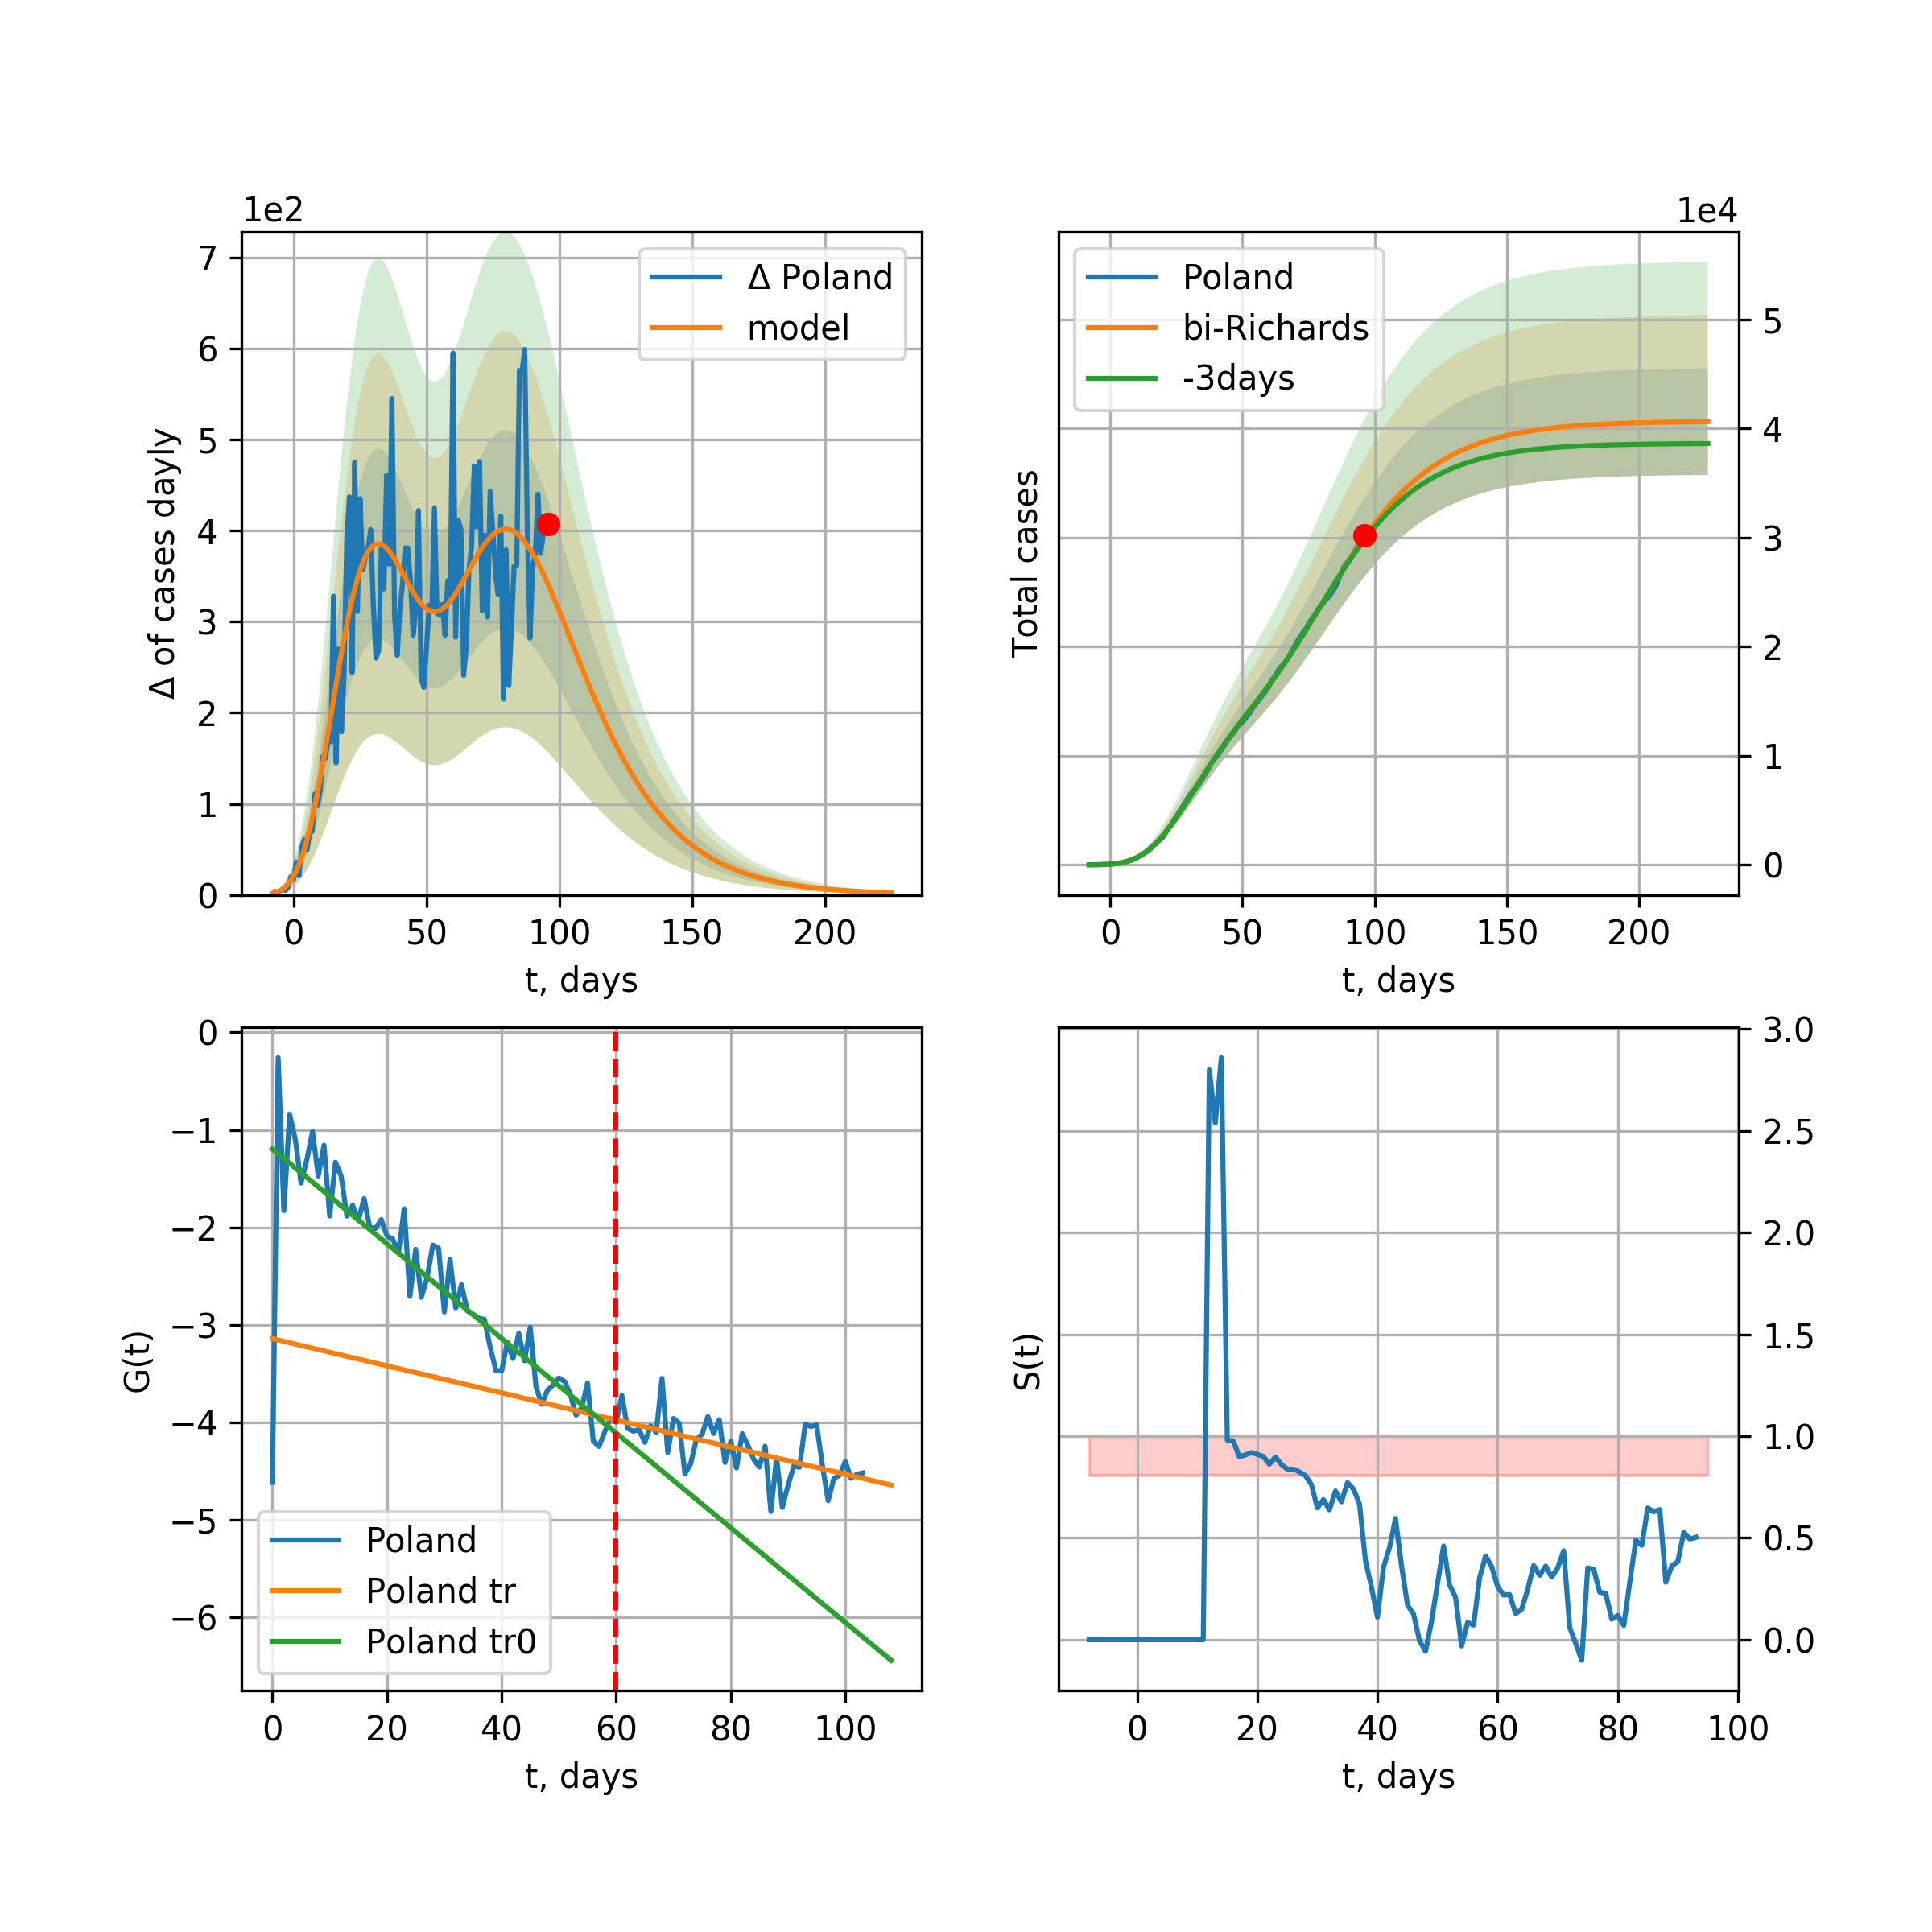 1e2
7
6
5
4
3
2
1
0
Δ of cases dayly
Δ Poland
model
0 50 100 150 200
t, days
1e4
Poland
bi-Richards
-3days
Total cases
5
4
3
2
1
0
0 50 100 150 200
t, days
0
−1
−2
−3
−4
−5
−6
G(t)
Poland
Poland tr
Poland tr0
0 20 40 60 80 100
t, days
3.0
2.5
2.0
1.5
1.0
0.5
0.0
S(t)
0 20 40 60 80 100
t, days